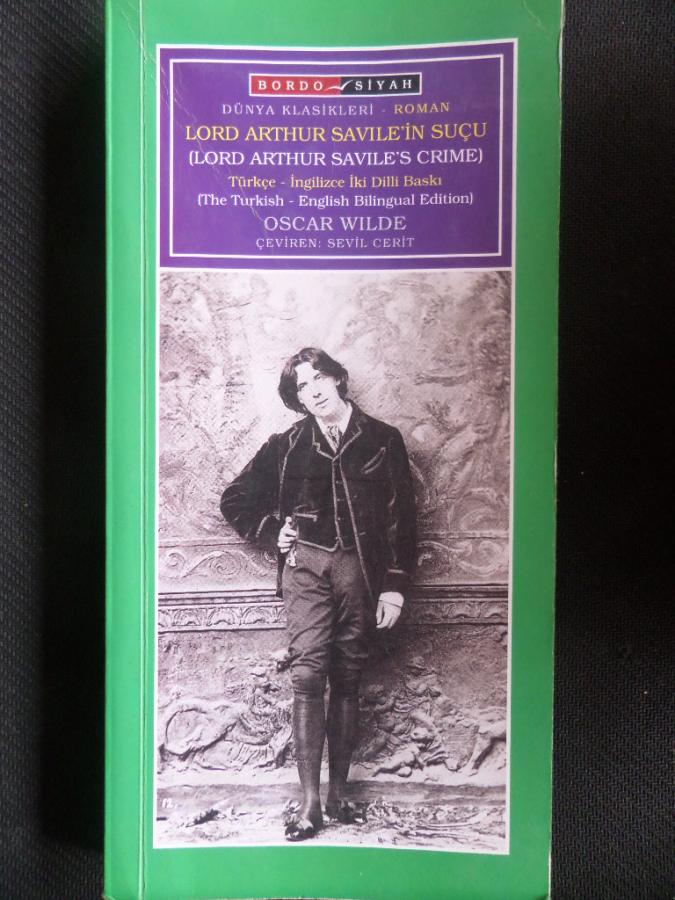 BORDO SİYAH
DÜNYA KLASİKLERİ - ROMAN
LORD ARTHUR SAVILE'İN SUÇU
(LORD ARTHUR SAVILE'S CRIME)
Türkçe - İngilizce İki Dilli Baskı
(The Turkish - English Bilingual Edition)
OSCAR WILDE
ÇEVİREN: SEVİL CERİT
12.